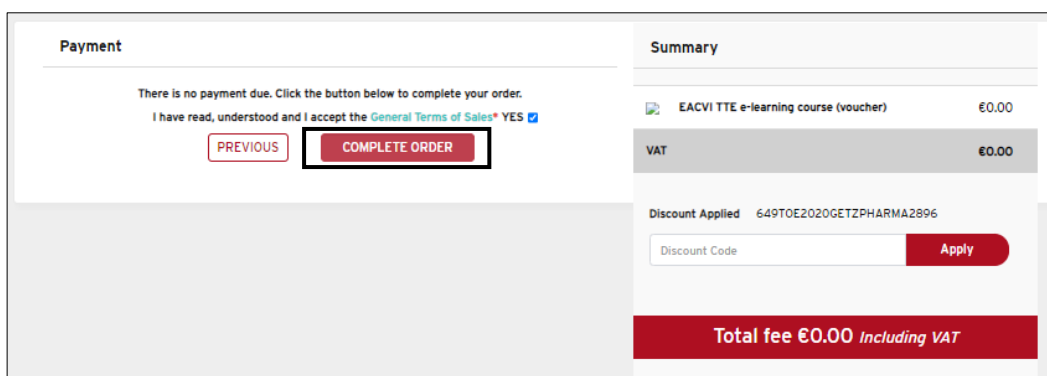 Payment
There is no payment due. Click the button below to complete your order.
I have read, understood and I accept the General Terms of Sales* YES
PREVIOUS
COMPLETE ORDER
Summary
EACVI TTE e-learning course (voucher) €0.00
VAT €0.00
Discount Applied 649TOE2020GETZPHARMA2896
Discount Code
Apply
Total fee €0.00 Including VAT